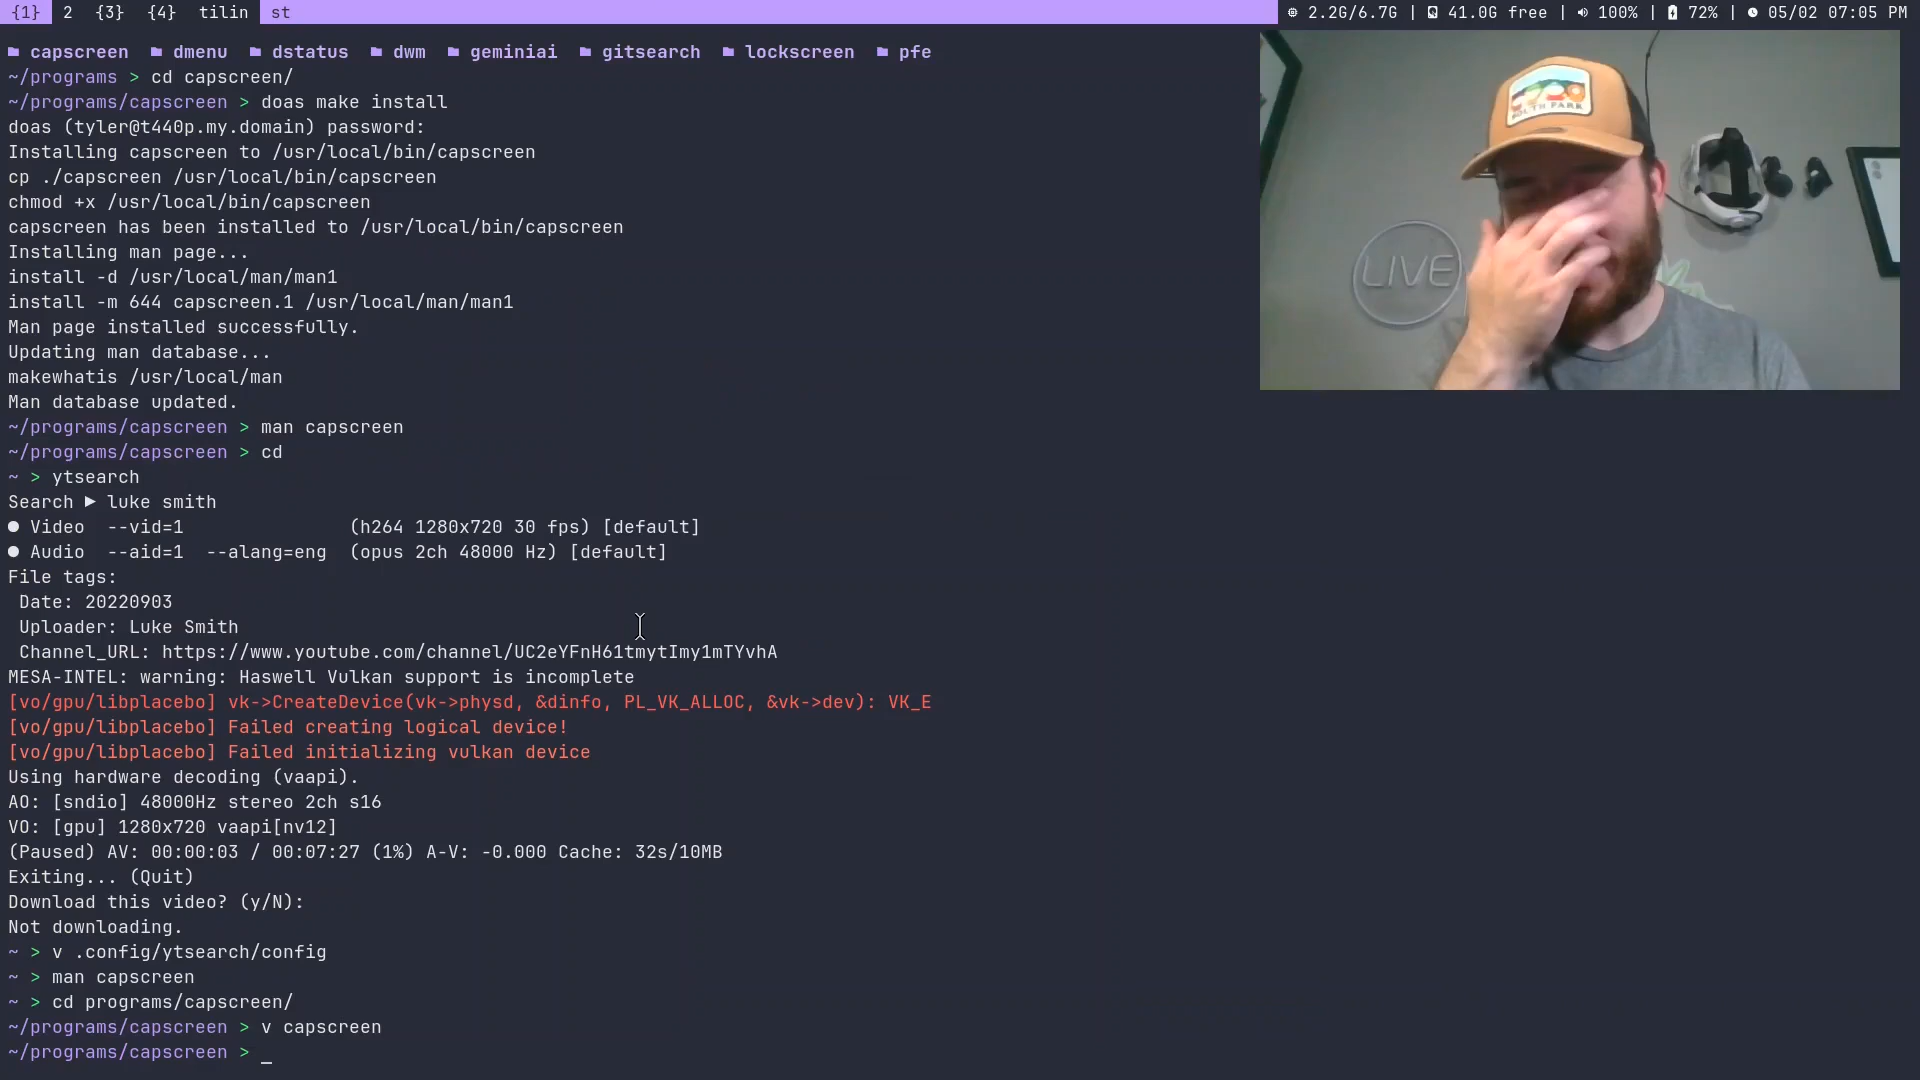 {1} 2 {3} {4} tilin st 2.2G/6.7G | 41.0G free | 100% | 72% | 05/02 07:05 PM
capscreen dmenu dstatus dwm geminiai gitsearch lockscreen pfe
~/programs > cd capscreen/
~/programs/capscreen > doas make install
doas (tyler@t440p.my.domain) password:
Installing capscreen to /usr/local/bin/capscreen
cp ./capscreen /usr/local/bin/capscreen
chmod +x /usr/local/bin/capscreen
capscreen has been installed to /usr/local/bin/capscreen
Installing man page...
install -d /usr/local/man/man1
install -m 644 capscreen.1 /usr/local/man/man1
Man page installed successfully.
Updating man database...
makewhatis /usr/local/man
Man database updated.
~/programs/capscreen > man capscreen
~/programs/capscreen > cd
~ > ytsearch
Search ► luke smith
● Video --vid=1 (h264 1280x720 30 fps) [default]
● Audio --aid=1 --alang=eng (opus 2ch 48000 Hz) [default]
File tags:
Date: 20220903
Uploader: Luke Smith
Channel_URL: https://www.youtube.com/channel/UC2eYFnH61tmytImy1mTYvhA
MESA-INTEL: warning: Haswell Vulkan support is incomplete
[vo/gpu/libplacebo] vk->CreateDevice(vk->physd, &dinfo, PL_VK_ALLOC, &vk->dev): VK_E
[vo/gpu/libplacebo] Failed creating logical device!
[vo/gpu/libplacebo] Failed initializing vulkan device
Using hardware decoding (vaapi).
AO: [sndio] 48000Hz stereo 2ch s16
VO: [gpu] 1280x720 vaapi[nv12]
(Paused) AV: 00:00:03 / 00:07:27 (1%) A-V: -0.000 Cache: 32s/10MB
Exiting... (Quit)
Download this video? (y/N):
Not downloading.
~ > v .config/ytsearch/config
~ > man capscreen
~ > cd programs/capscreen/
~/programs/capscreen > v capscreen
~/programs/capscreen > _
SOUTH PARK
LIVE